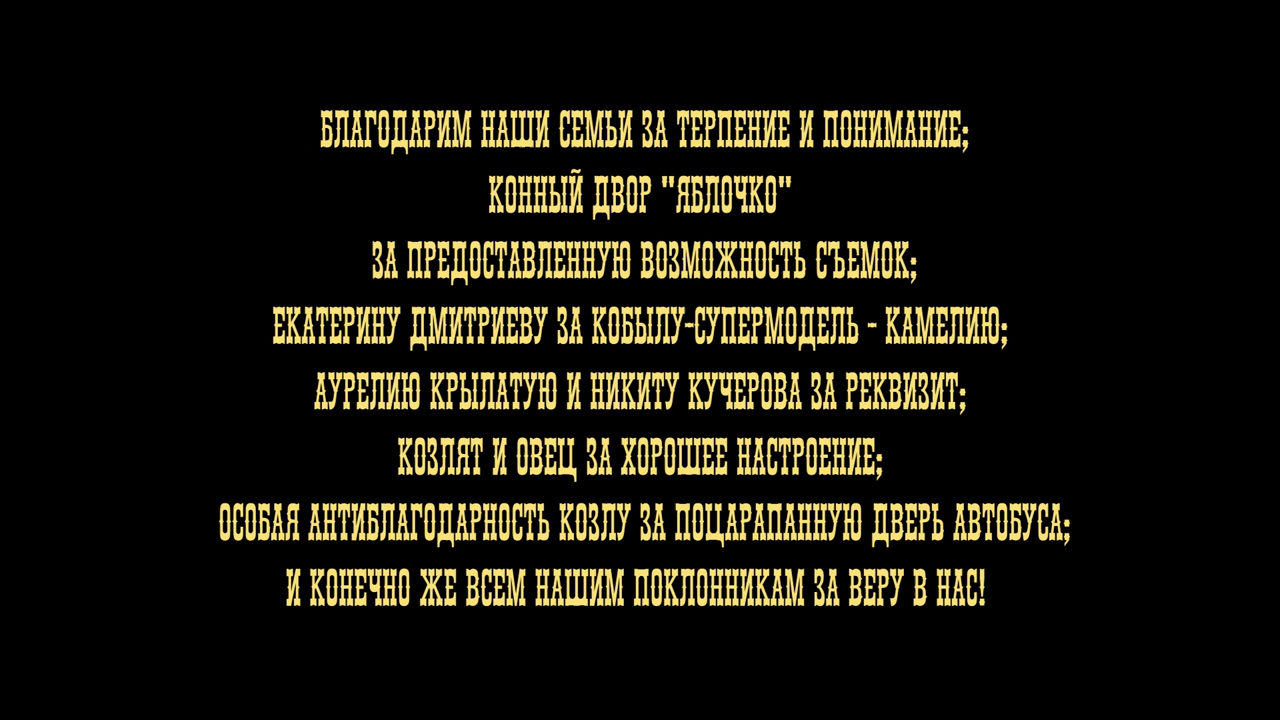 БЛАГОДАРИМ НАШИ СЕМЬИ ЗА ТЕРПЕНИЕ И ПОНИМАНИЕ;
КОННЫЙ ДВОР "ЯБЛОЧКО"
ЗА ПРЕДОСТАВЛЕННУЮ ВОЗМОЖНОСТЬ СЪЕМОК;
ЕКАТЕРИНУ ДМИТРИЕВУ ЗА КОБЫЛУ-СУПЕРМОДЕЛЬ - КАМЕЛИЮ;
АУРЕЛИЮ КРЫЛАТУЮ И НИКИТУ КУЧЕРОВА ЗА РЕКВИЗИТ;
КОЗЛЯТ И ОВЕЦ ЗА ХОРОШЕЕ НАСТРОЕНИЕ;
ОСОБАЯ АНТИБЛАГОДАРНОСТЬ КОЗЛУ ЗА ПОЦАРАПАННУЮ ДВЕРЬ АВТОБУСА;
И КОНЕЧНО ЖЕ ВСЕМ НАШИМ ПОКЛОННИКАМ ЗА ВЕРУ В НАС!